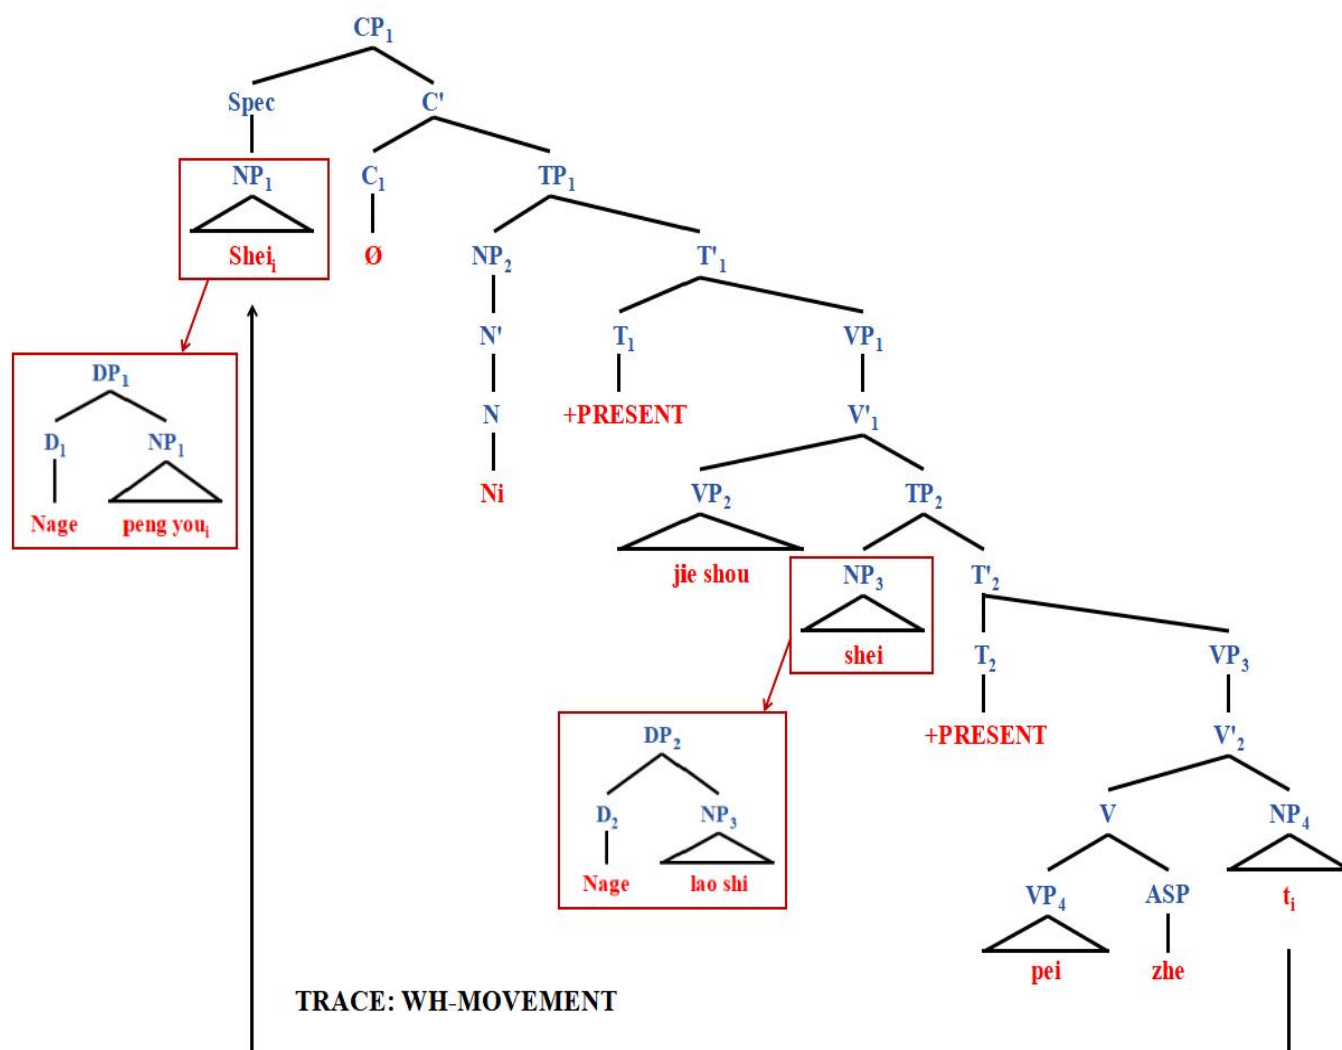 CP₁
Spec C'
NP₁ C₁ TP₁
Sheiᵢ Ø NP₂ T'₁
N' T₁ VP₁
DP₁
N +PRESENT V'₁
D₁ NP₁
Ni VP₂ TP₂
Nage peng youᵢ
jie shou NP₃ T'₂
shei T₂ VP₃
DP₂ +PRESENT V'₂
D₂ NP₃ V NP₄
Nage lao shi VP₄ ASP tᵢ
pei zhe
TRACE: WH-MOVEMENT